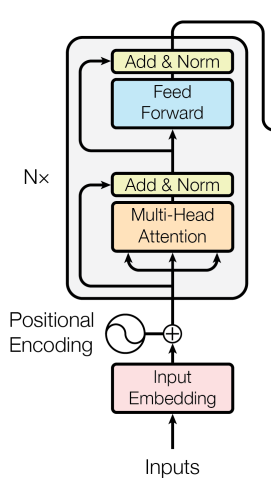 Add & Norm
Feed
Forward
N×
Add & Norm
Multi-Head
Attention
Positional
Encoding
Input
Embedding
Inputs